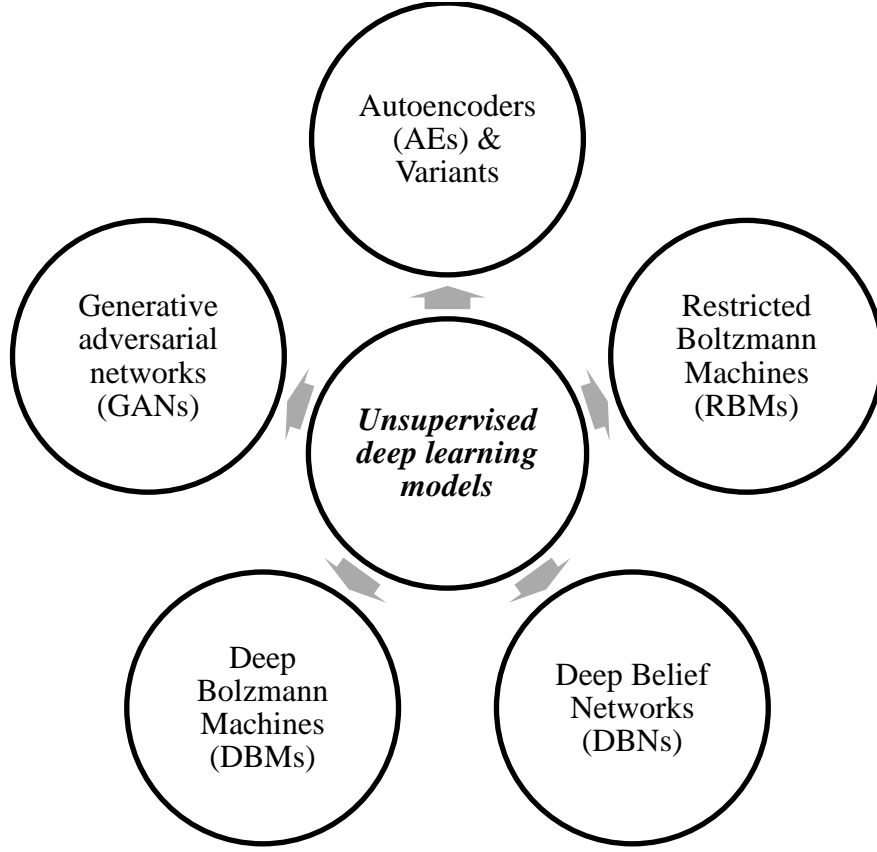 Autoencoders
(AEs) &
Variants
Generative
adversarial
networks
(GANs)
Restricted
Boltzmann
Machines
(RBMs)
Unsupervised
deep learning
models
Deep
Bolzmann
Machines
(DBMs)
Deep Belief
Networks
(DBNs)